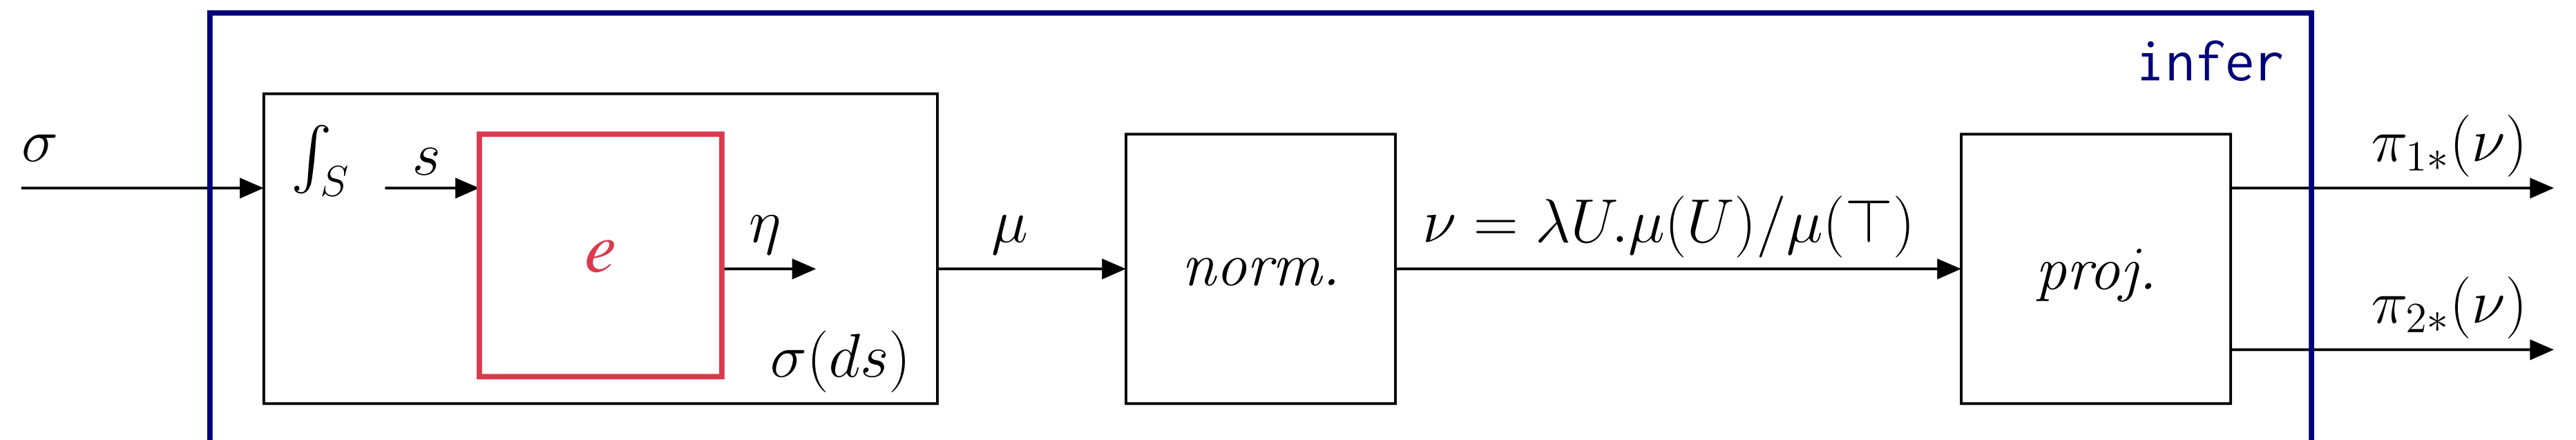 infer
σ
∫_S
s
e
η
σ(ds)
μ
norm.
ν = λU.μ(U)/μ(⊤)
proj.
π_{1*}(ν)
π_{2*}(ν)